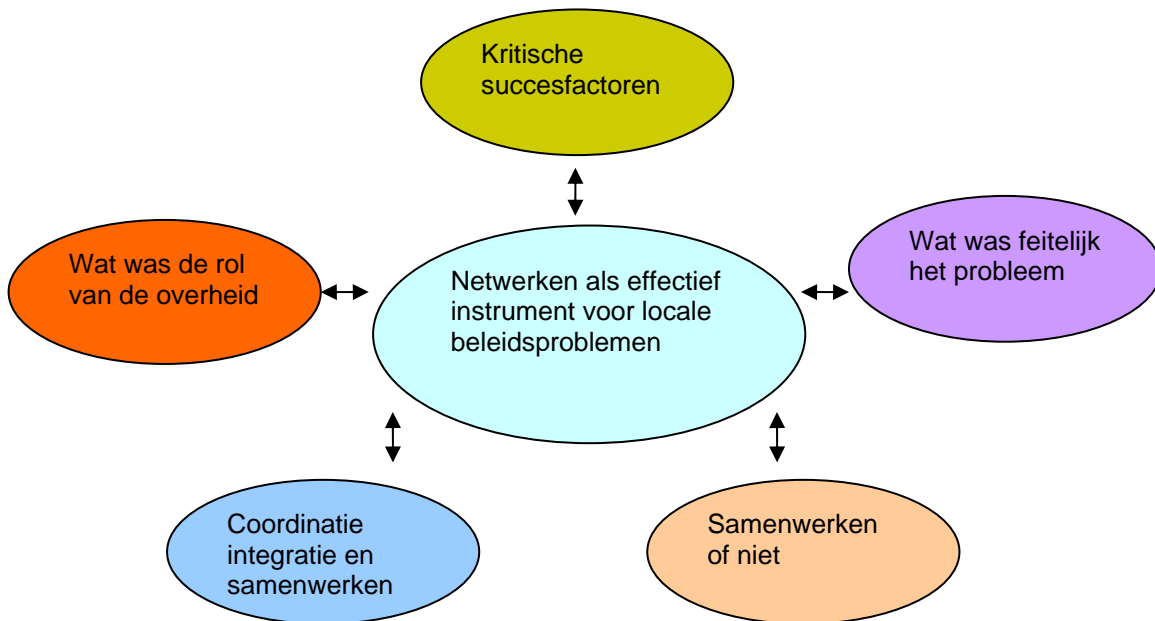 Kritische
succesfactoren
Wat was de rol
van de overheid
Netwerken als effectief
instrument voor locale
beleidsproblemen
Wat was feitelijk
het probleem
Coordinatie
integratie en
samenwerken
Samenwerken
of niet